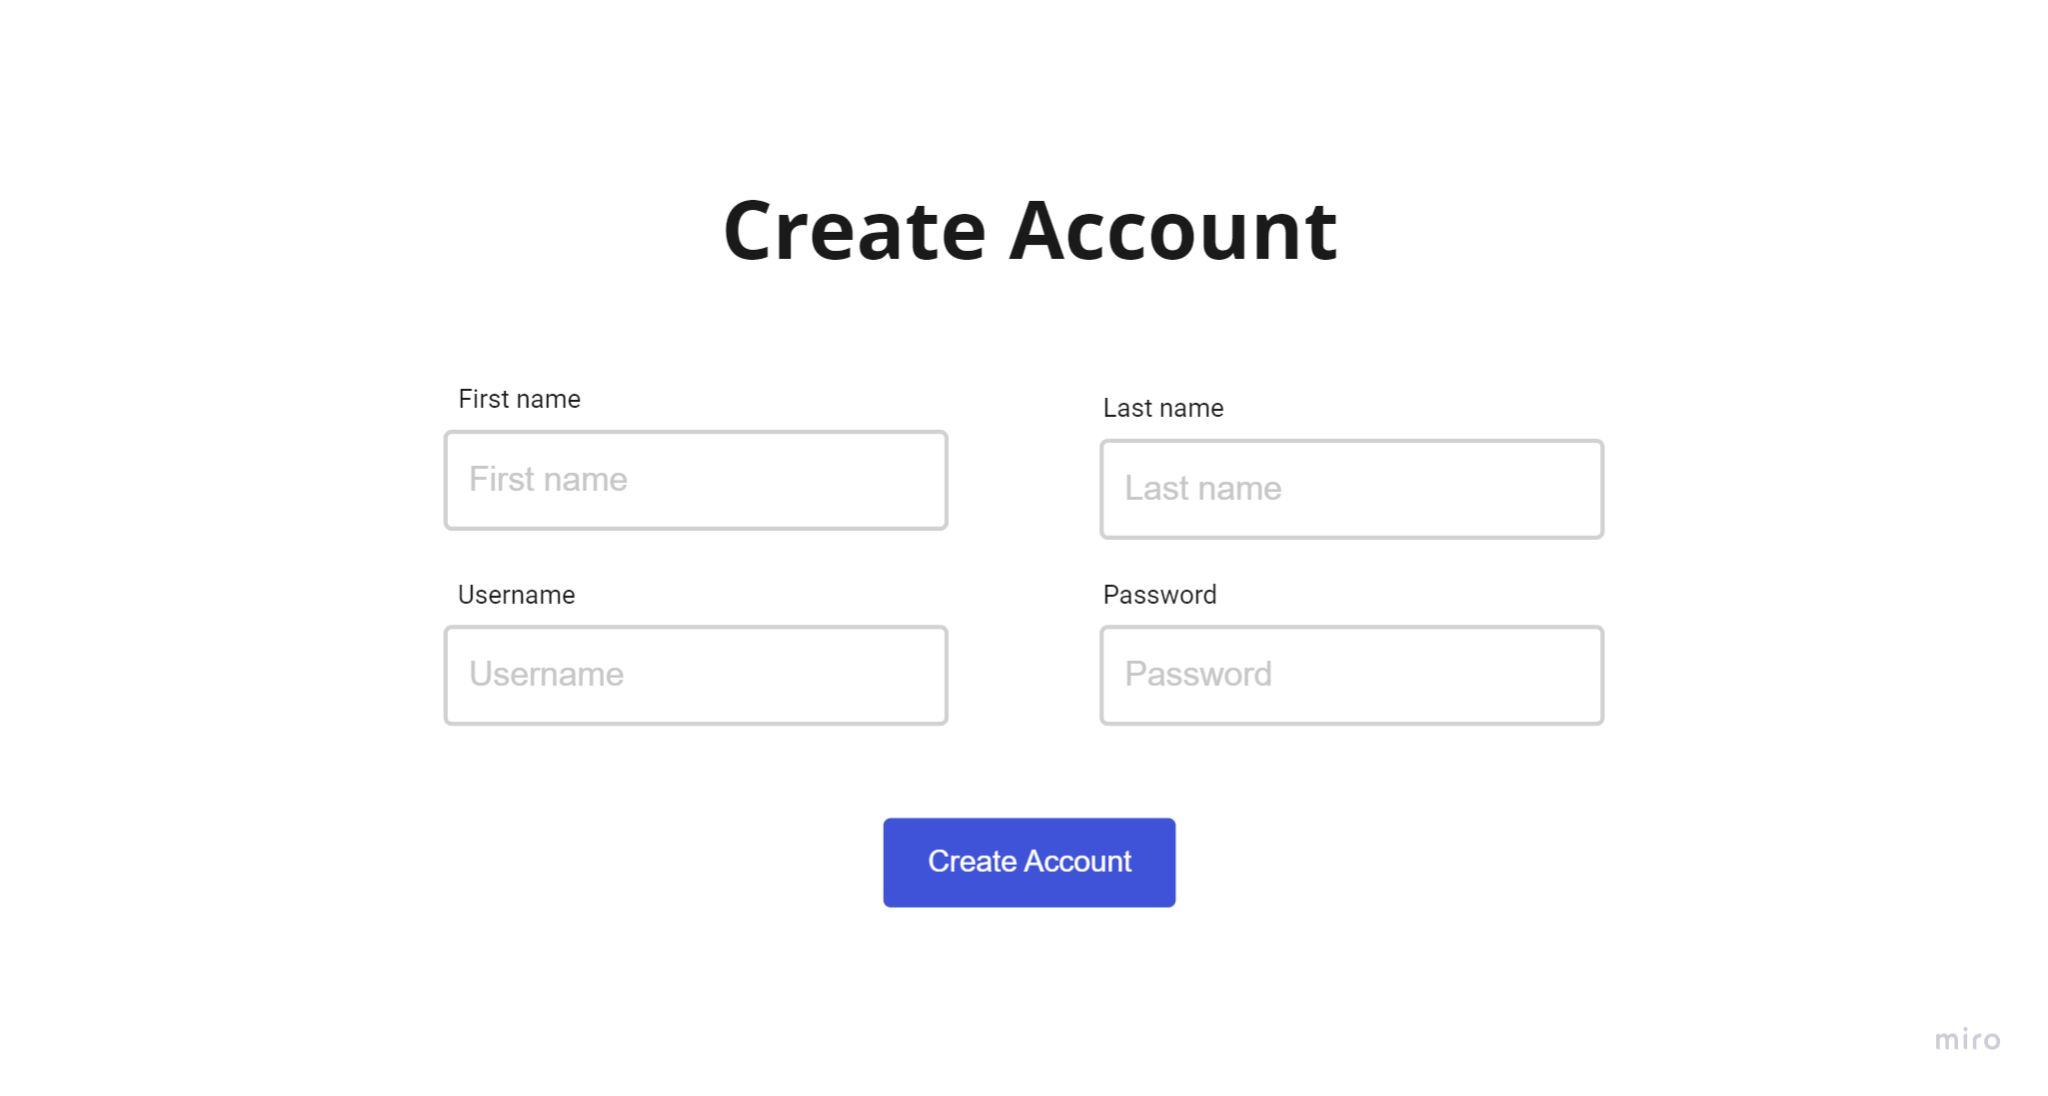 Create Account
First name
Last name
First name
Last name
Username
Password
Username
Password
Create Account
miro